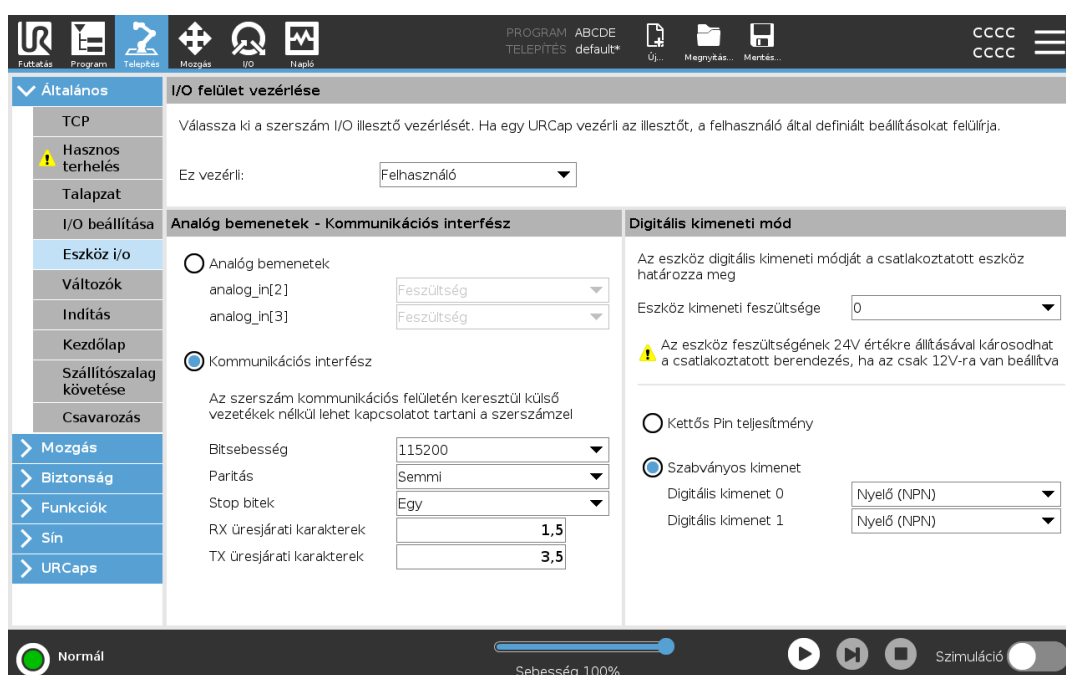 UR
Futtatás
Program
Telepítés
Mozgás
I/O
Napló
PROGRAM ABCDE
TELEPÍTÉS default*
Új...
Megnyitás...
Mentés...
CCCC
CCCC
Általános
TCP
Hasznos
terhelés
Talapzat
I/O beállítása
Eszköz i/o
Változók
Indítás
Kezdőlap
Szállítószalag
követése
Csavarozás
Mozgás
Biztonság
Funkciók
Sín
URCaps
I/O felület vezérlése
Válassza ki a szerszám I/O illesztő vezérlését. Ha egy URCap vezérli az illesztőt, a felhasználó által definiált beállításokat felülírja.
Ez vezérli: Felhasználó
Analóg bemenetek - Kommunikációs interfész
Analóg bemenetek
analog_in[2] Feszültség
analog_in[3] Feszültség
Kommunikációs interfész
Az szerszám kommunikációs felületén keresztül külső
vezetékek nélkül lehet kapcsolatot tartani a szerszámzel
Bitsebesség 115200
Paritás Semmi
Stop bitek Egy
RX üresjárati karakterek 1,5
TX üresjárati karakterek 3,5
Digitális kimeneti mód
Az eszköz digitális kimeneti módját a csatlakoztatott eszköz
határozza meg
Eszköz kimeneti feszültsége 0
Az eszköz feszültségének 24V értékre állításával károsodhat
a csatlakoztatott berendezés, ha az csak 12V-ra van beállítva
Kettős Pin teljesítmény
Szabványos kimenet
Digitális kimenet 0 Nyelő (NPN)
Digitális kimenet 1 Nyelő (NPN)
Normál
Sebesség 100%
Szimuláció